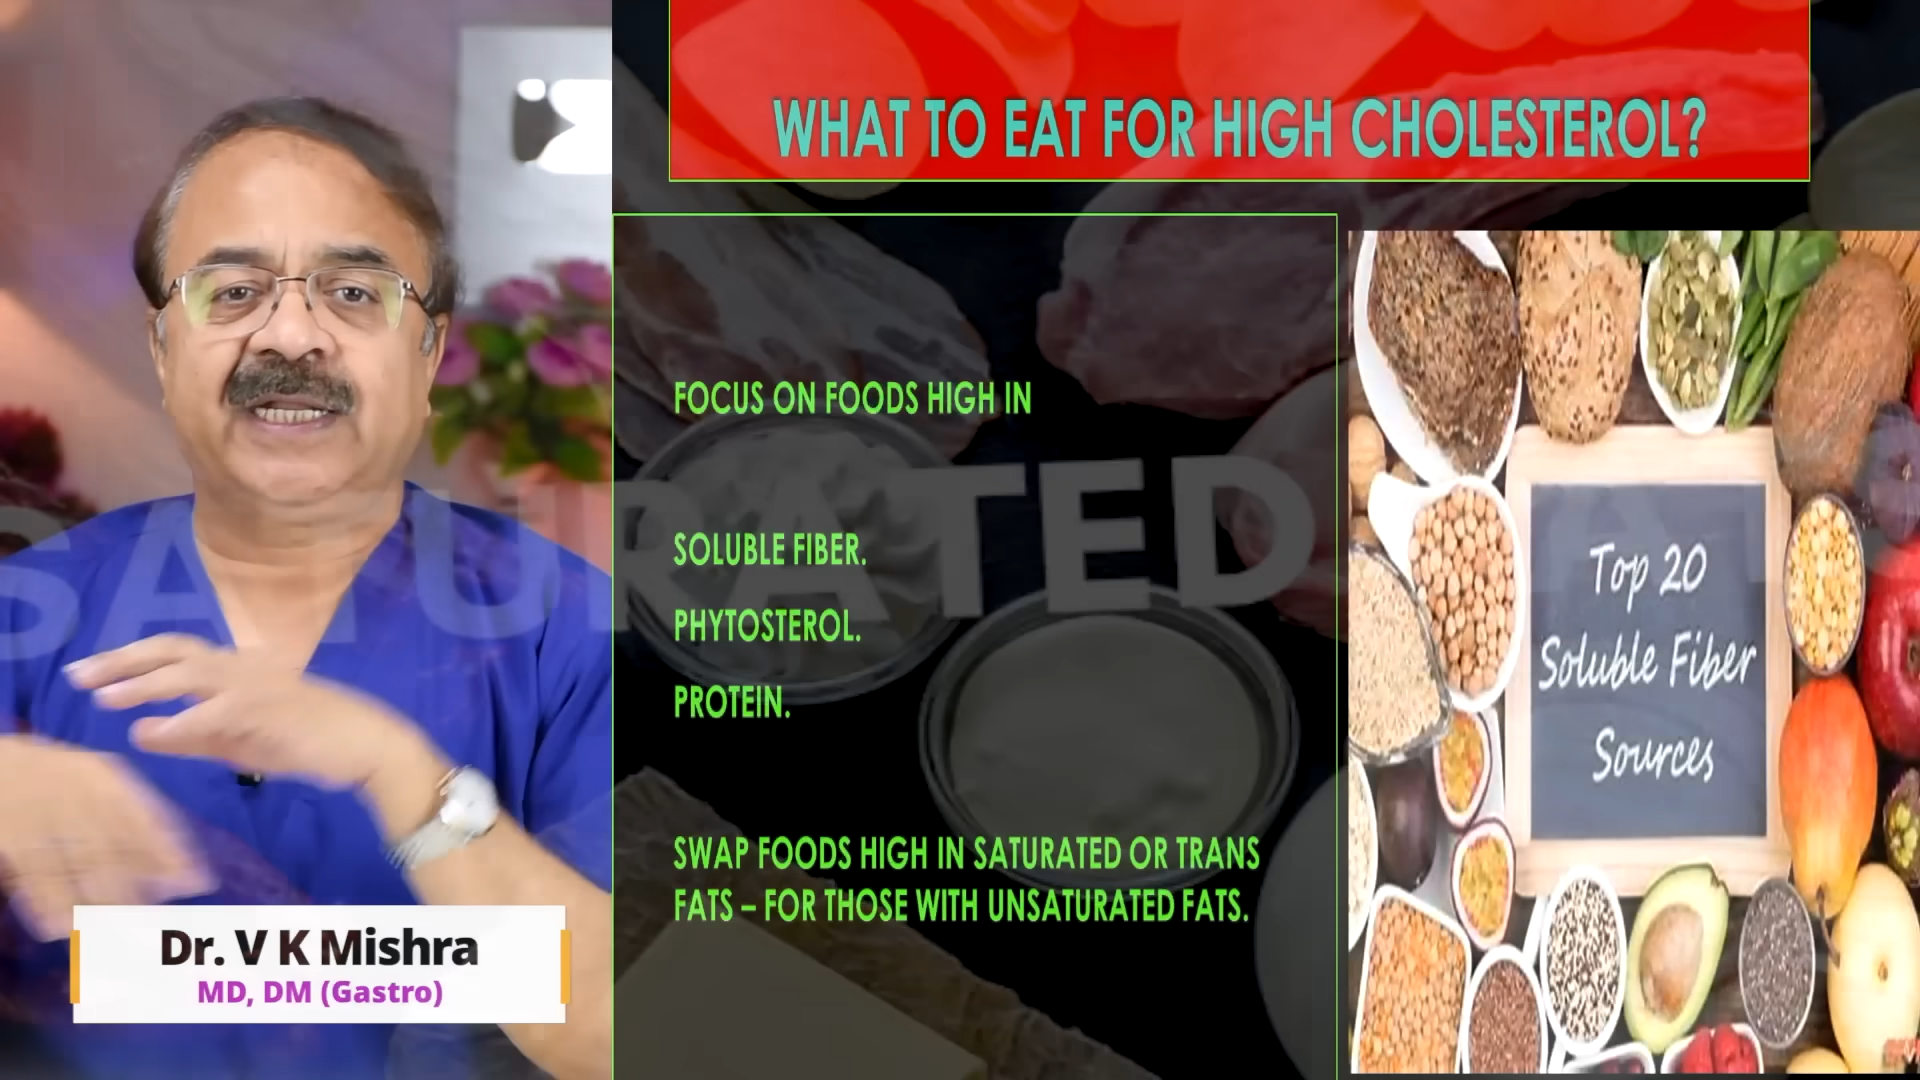 WHAT TO EAT FOR HIGH CHOLESTEROL?
FOCUS ON FOODS HIGH IN
SOLUBLE FIBER.
PHYTOSTEROL.
PROTEIN.
SWAP FOODS HIGH IN SATURATED OR TRANS
FATS – FOR THOSE WITH UNSATURATED FATS.
SATURATED
Top 20
Soluble Fiber
Sources
Dr. V K Mishra
MD, DM (Gastro)